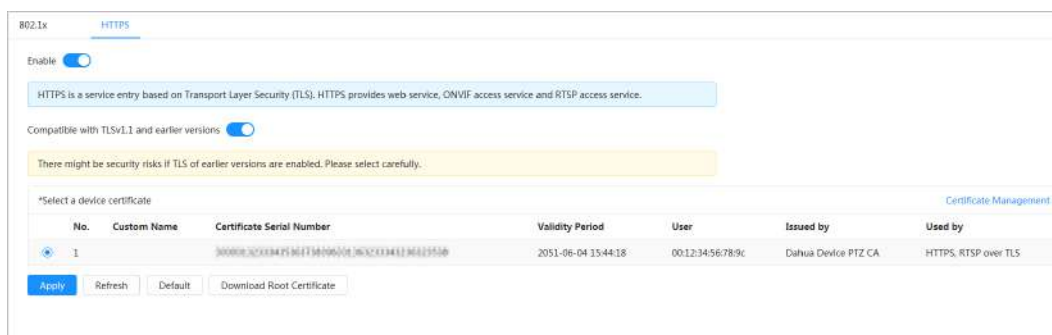 802.1x HTTPS
Enable
HTTPS is a service entry based on Transport Layer Security (TLS). HTTPS provides web service, ONVIF access service and RTSP access service.
Compatible with TLSv1.1 and earlier versions
There might be security risks if TLS of earlier versions are enabled. Please select carefully.
*Select a device certificate Certificate Management
No. Custom Name Certificate Serial Number Validity Period User Issued by Used by
1 2051-06-04 15:44:18 00:12:34:56:78:9c Dahua Device PTZ CA HTTPS, RTSP over TLS
Apply Refresh Default Download Root Certificate